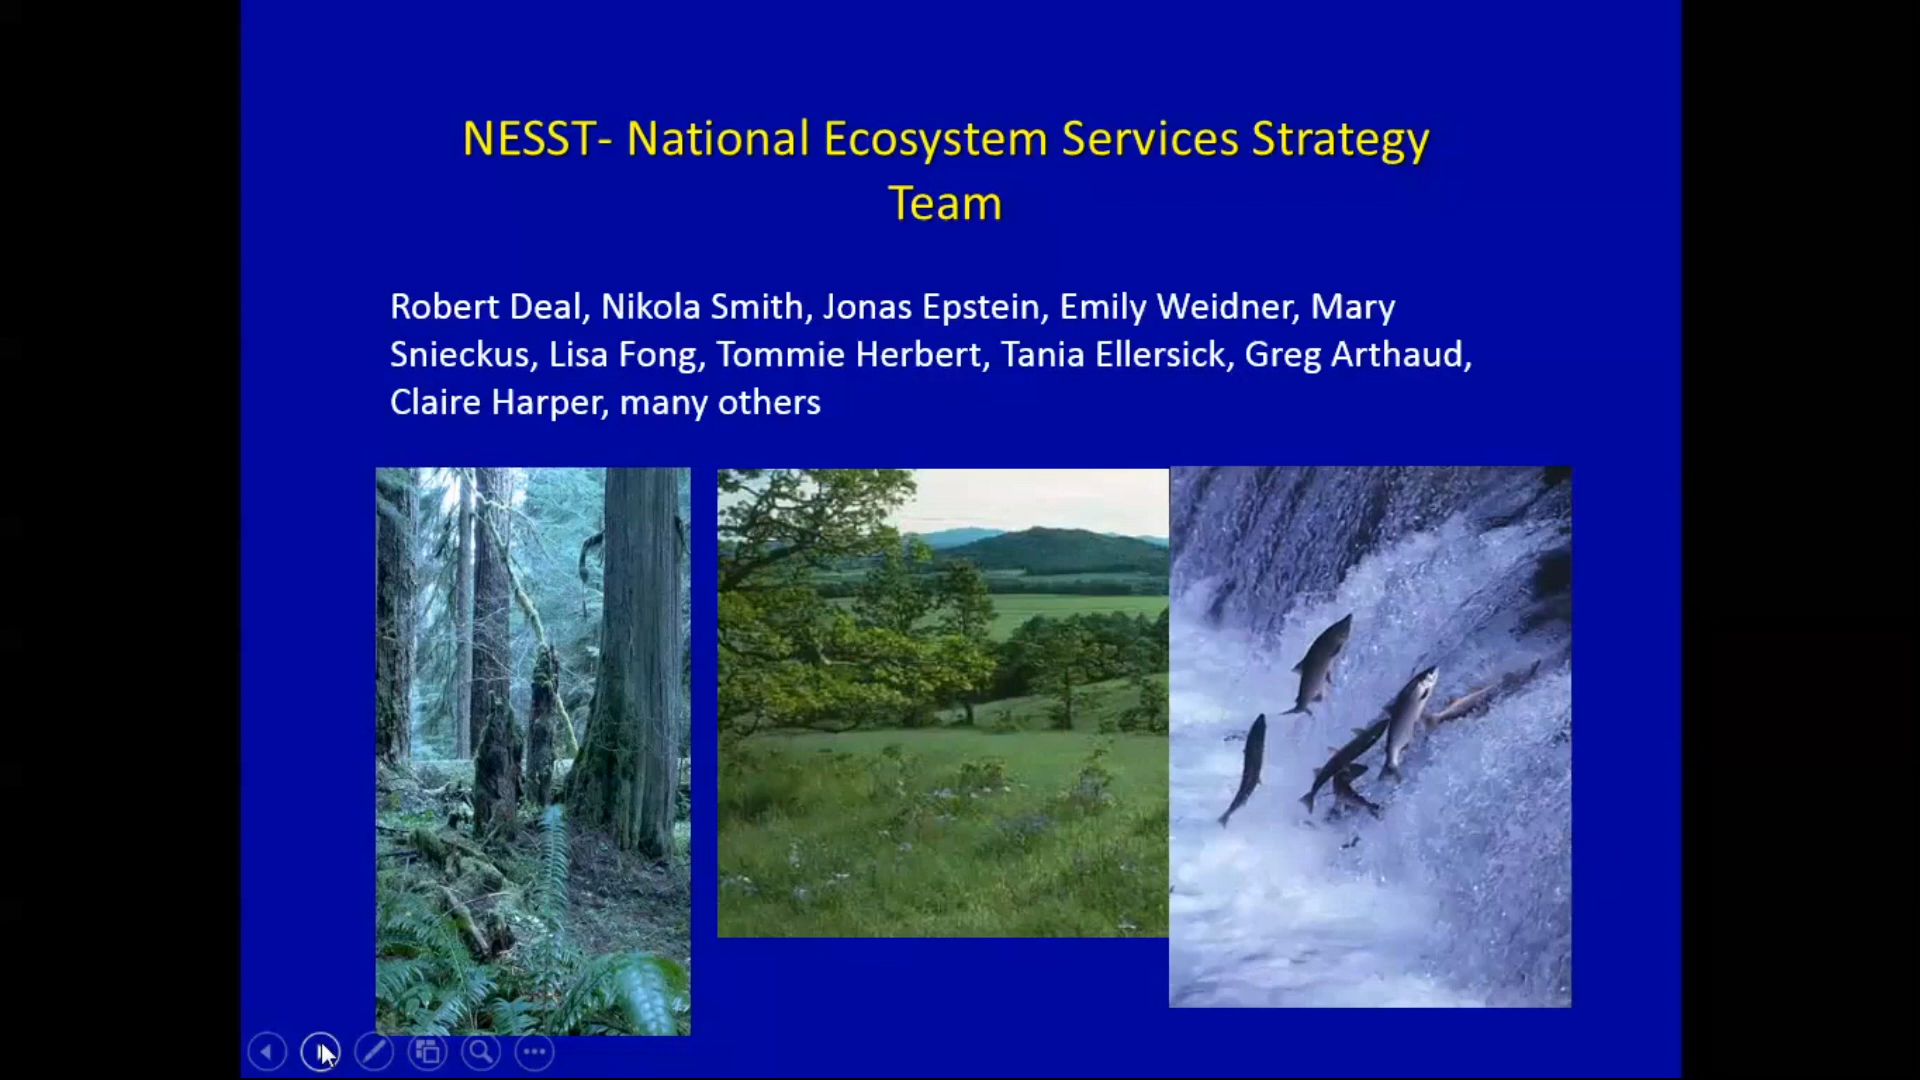 NESST- National Ecosystem Services Strategy
Team
Robert Deal, Nikola Smith, Jonas Epstein, Emily Weidner, Mary
Snieckus, Lisa Fong, Tommie Herbert, Tania Ellersick, Greg Arthaud,
Claire Harper, many others